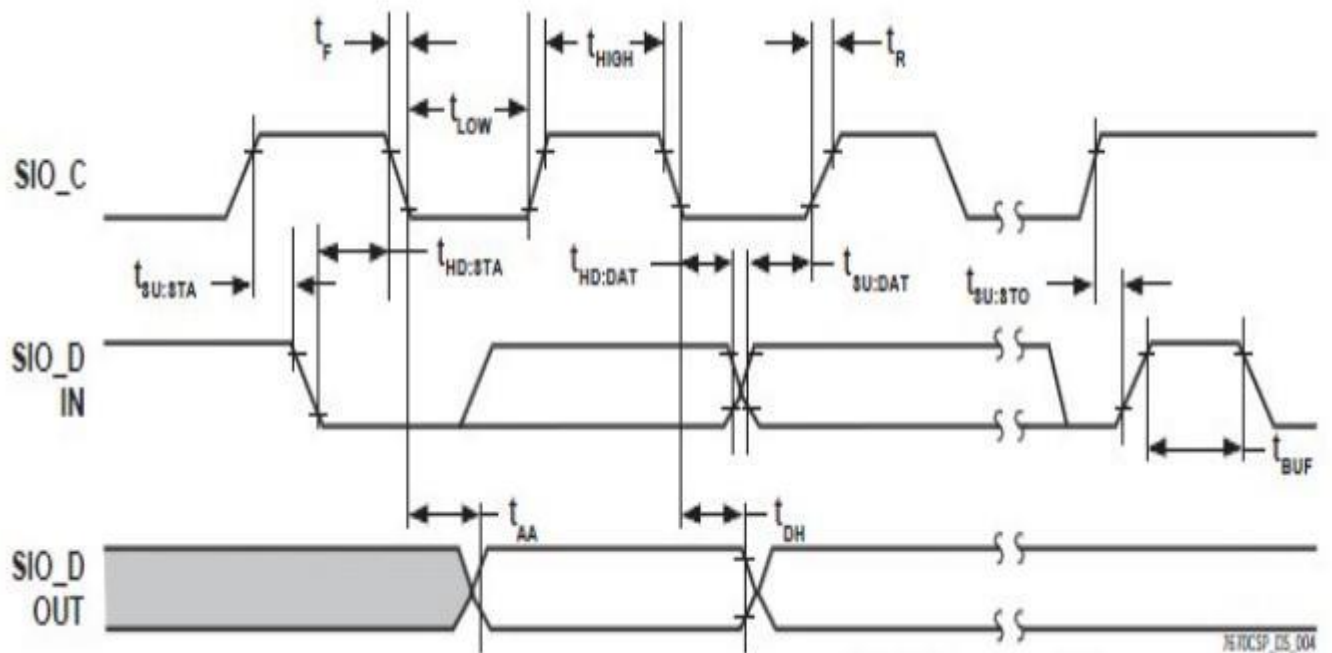 tF
tHIGH
tR
tLOW
SIO_C
tHD:STA
tHD:DAT
tSU:DAT
tSU:STA
tSU:STO
SIO_D
IN
tBUF
tAA
tDH
SIO_D
OUT
7670CSP_DS_004